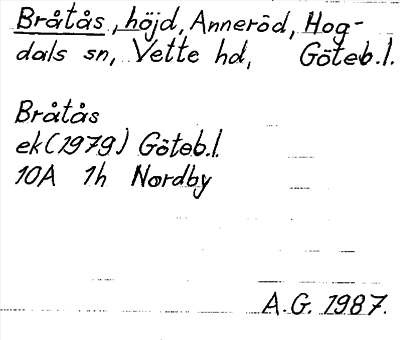 Bråtås, höjd, Anneröd, Hog-
dals sn, Vette hd, Göteb.l.
Bråtås
ek (1979) Göteb.l.
10A 1h Nordby
A.G. 1987.